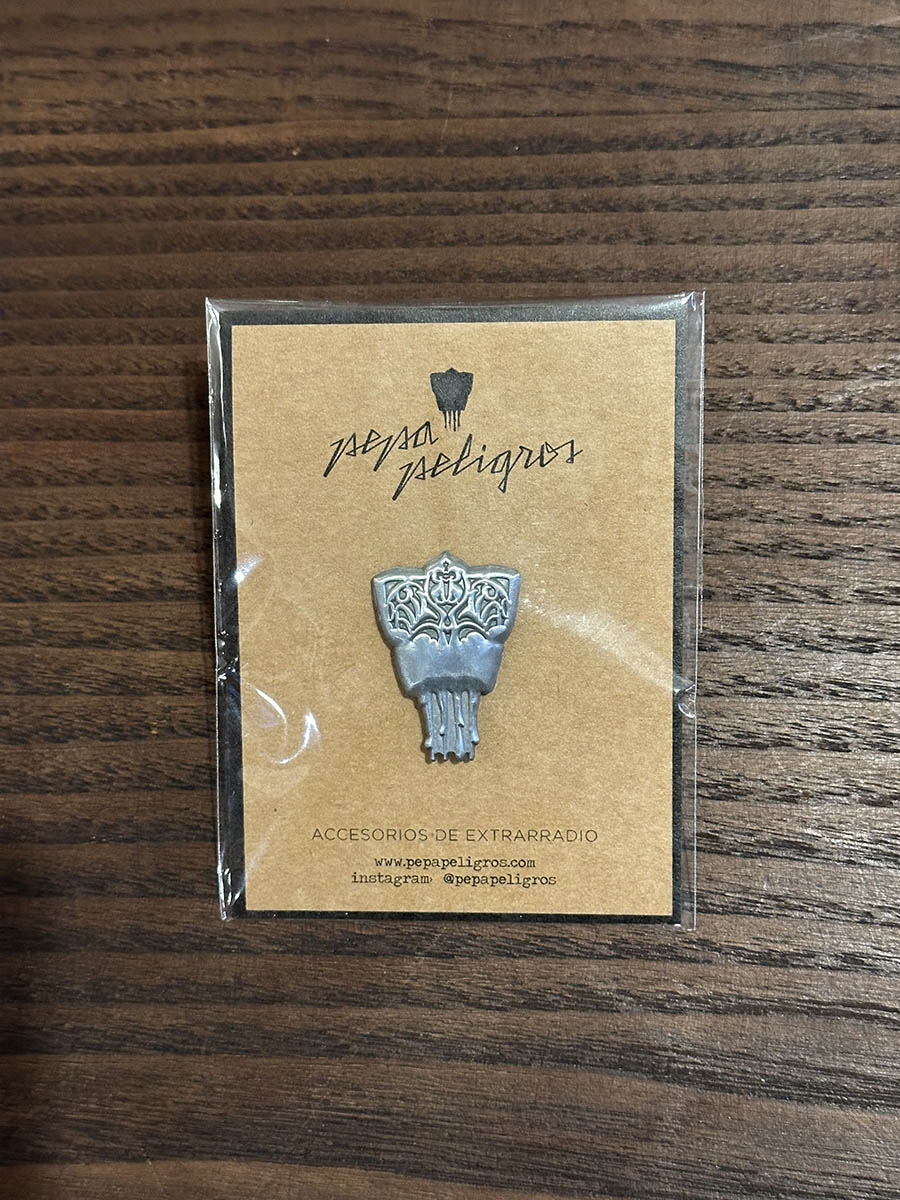 pepa
peligros
ACCESORIOS DE EXTRARRADIO
www.pepapeligros.com
instagram: @pepapeligros